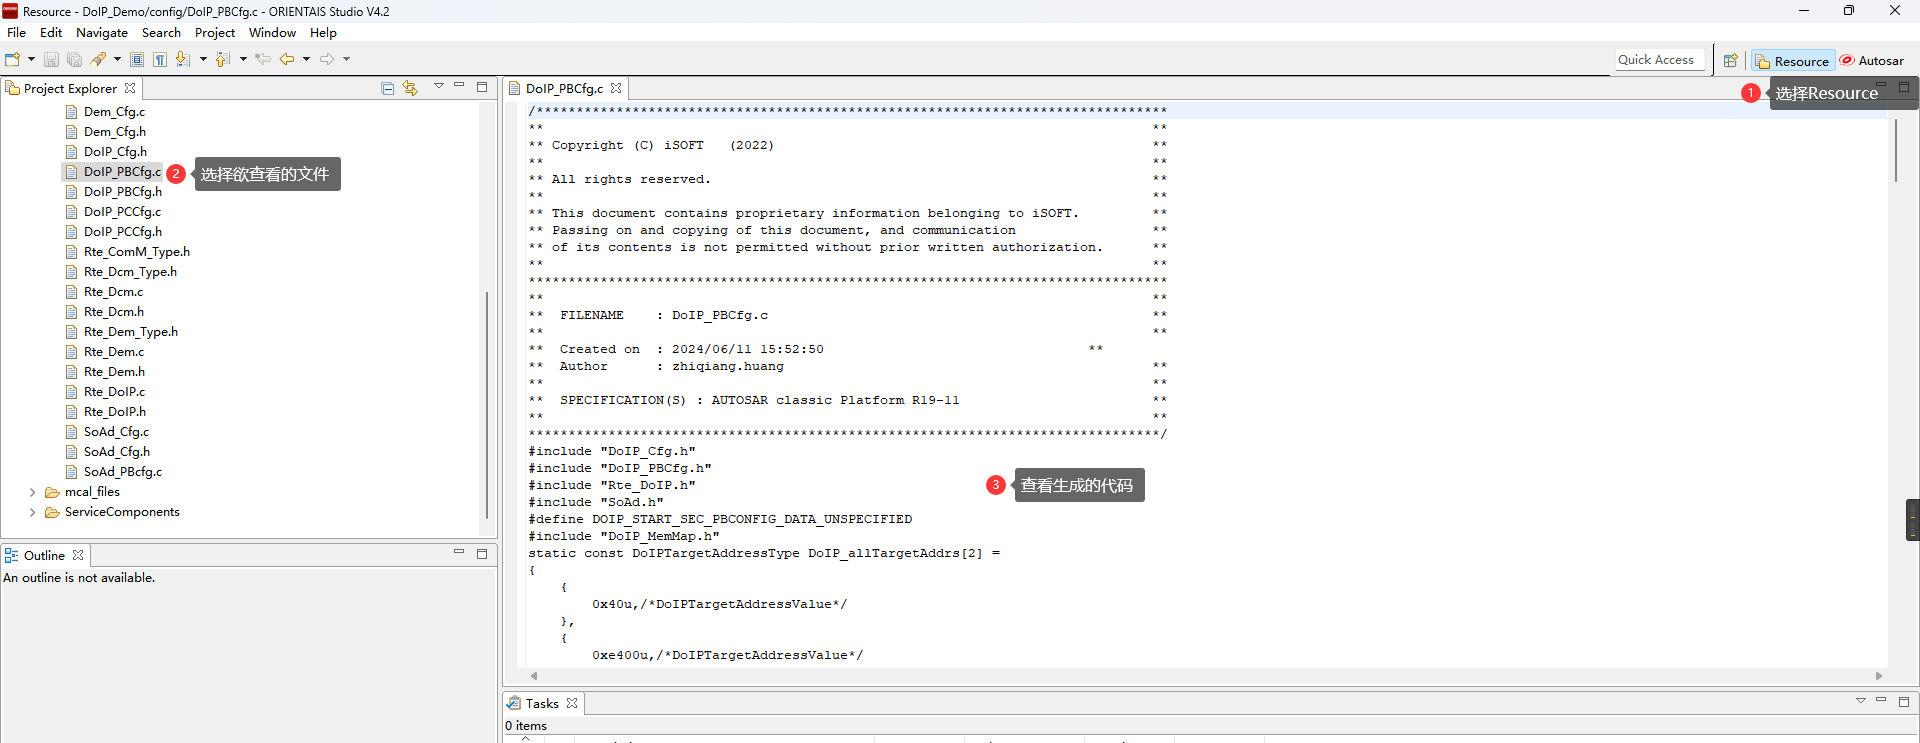 Resource - DoIP_Demo/config/DoIP_PBCfg.c - ORIENTAIS Studio V4.2
File Edit Navigate Search Project Window Help
Quick Access
Resource
Autosar
1 选择Resource
Project Explorer
Dem_Cfg.c
Dem_Cfg.h
DoIP_Cfg.h
DoIP_PBCfg.c
2 选择欲查看的文件
DoIP_PBCfg.h
DoIP_PCCfg.c
DoIP_PCCfg.h
Rte_ComM_Type.h
Rte_Dcm_Type.h
Rte_Dcm.c
Rte_Dcm.h
Rte_Dem_Type.h
Rte_Dem.c
Rte_Dem.h
Rte_DoIP.c
Rte_DoIP.h
SoAd_Cfg.c
SoAd_Cfg.h
SoAd_PBcfg.c
mcal_files
ServiceComponents
Outline
An outline is not available.
DoIP_PBCfg.c
/*******************************************************************************
** **
** Copyright (C) iSOFT (2022) **
** **
** All rights reserved. **
** **
** This document contains proprietary information belonging to iSOFT. **
** Passing on and copying of this document, and communication **
** of its contents is not permitted without prior written authorization. **
** **
********************************************************************************
** **
** FILENAME : DoIP_PBCfg.c **
** **
** Created on : 2024/06/11 15:52:50 **
** Author : zhiqiang.huang **
** **
** SPECIFICATION(S) : AUTOSAR classic Platform R19-11 **
** **
*******************************************************************************/
#include "DoIP_Cfg.h"
#include "DoIP_PBCfg.h"
#include "Rte_DoIP.h"
3 查看生成的代码
#include "SoAd.h"
#define DOIP_START_SEC_PBCONFIG_DATA_UNSPECIFIED
#include "DoIP_MemMap.h"
static const DoIPTargetAddressType DoIP_allTargetAddrs[2] =
{
{
0x40u,/*DoIPTargetAddressValue*/
},
{
0xe400u,/*DoIPTargetAddressValue*/
Tasks
0 items